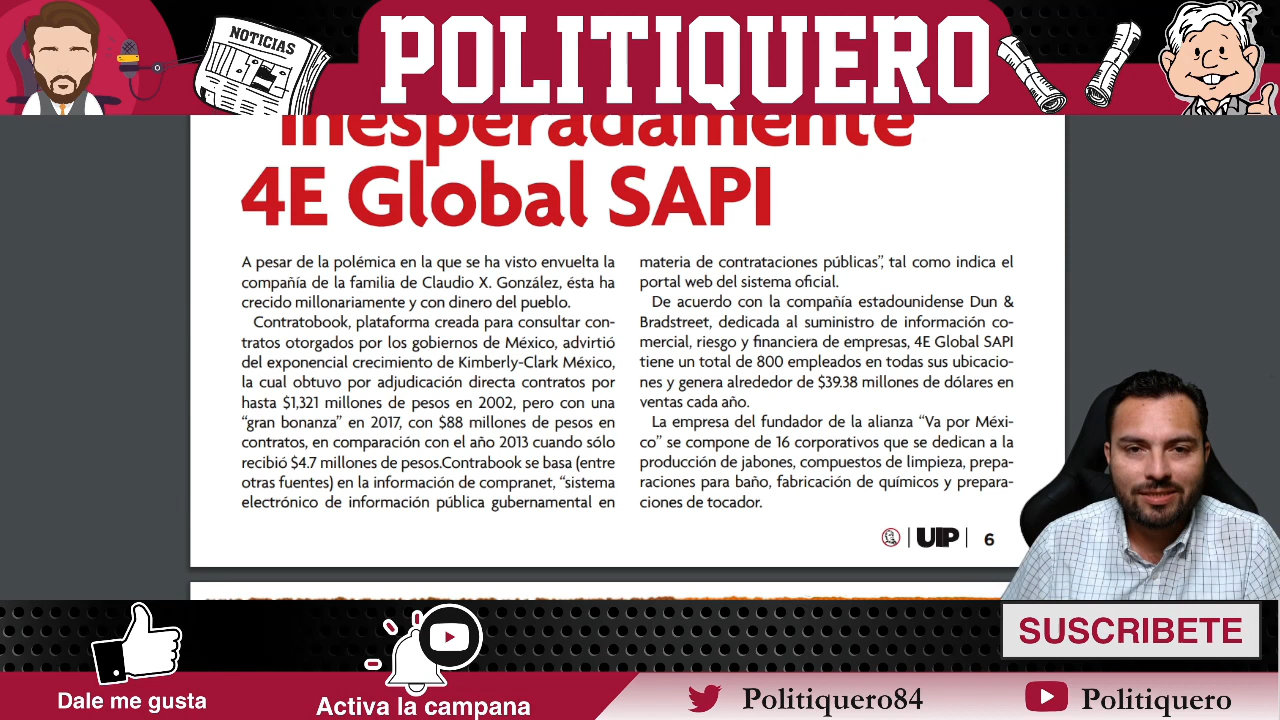 NOTICIAS
POLITIQUERO
inesperadamente
4E Global SAPI
A pesar de la polémica en la que se ha visto envuelta la
compañía de la familia de Claudio X. González, ésta ha
crecido millonariamente y con dinero del pueblo.
Contratobook, plataforma creada para consultar con-
tratos otorgados por los gobiernos de México, advirtió
del exponencial crecimiento de Kimberly-Clark México,
la cual obtuvo por adjudicación directa contratos por
hasta $1,321 millones de pesos en 2002, pero con una
“gran bonanza” en 2017, con $88 millones de pesos en
contratos, en comparación con el año 2013 cuando sólo
recibió $4.7 millones de pesos.Contrabook se basa (entre
otras fuentes) en la información de compranet, “sistema
electrónico de información pública gubernamental en
materia de contrataciones públicas”, tal como indica el
portal web del sistema oficial.
De acuerdo con la compañía estadounidense Dun &
Bradstreet, dedicada al suministro de información co-
mercial, riesgo y financiera de empresas, 4E Global SAPI
tiene un total de 800 empleados en todas sus ubicacio-
nes y genera alrededor de $39.38 millones de dólares en
ventas cada año.
La empresa del fundador de la alianza “Va por Méxi-
co” se compone de 16 corporativos que se dedican a la
producción de jabones, compuestos de limpieza, prepa-
raciones para baño, fabricación de químicos y prepara-
ciones de tocador.
UIP 6
SUSCRIBETE
Dale me gusta
Activa la campana
Politiquero84
Politiquero